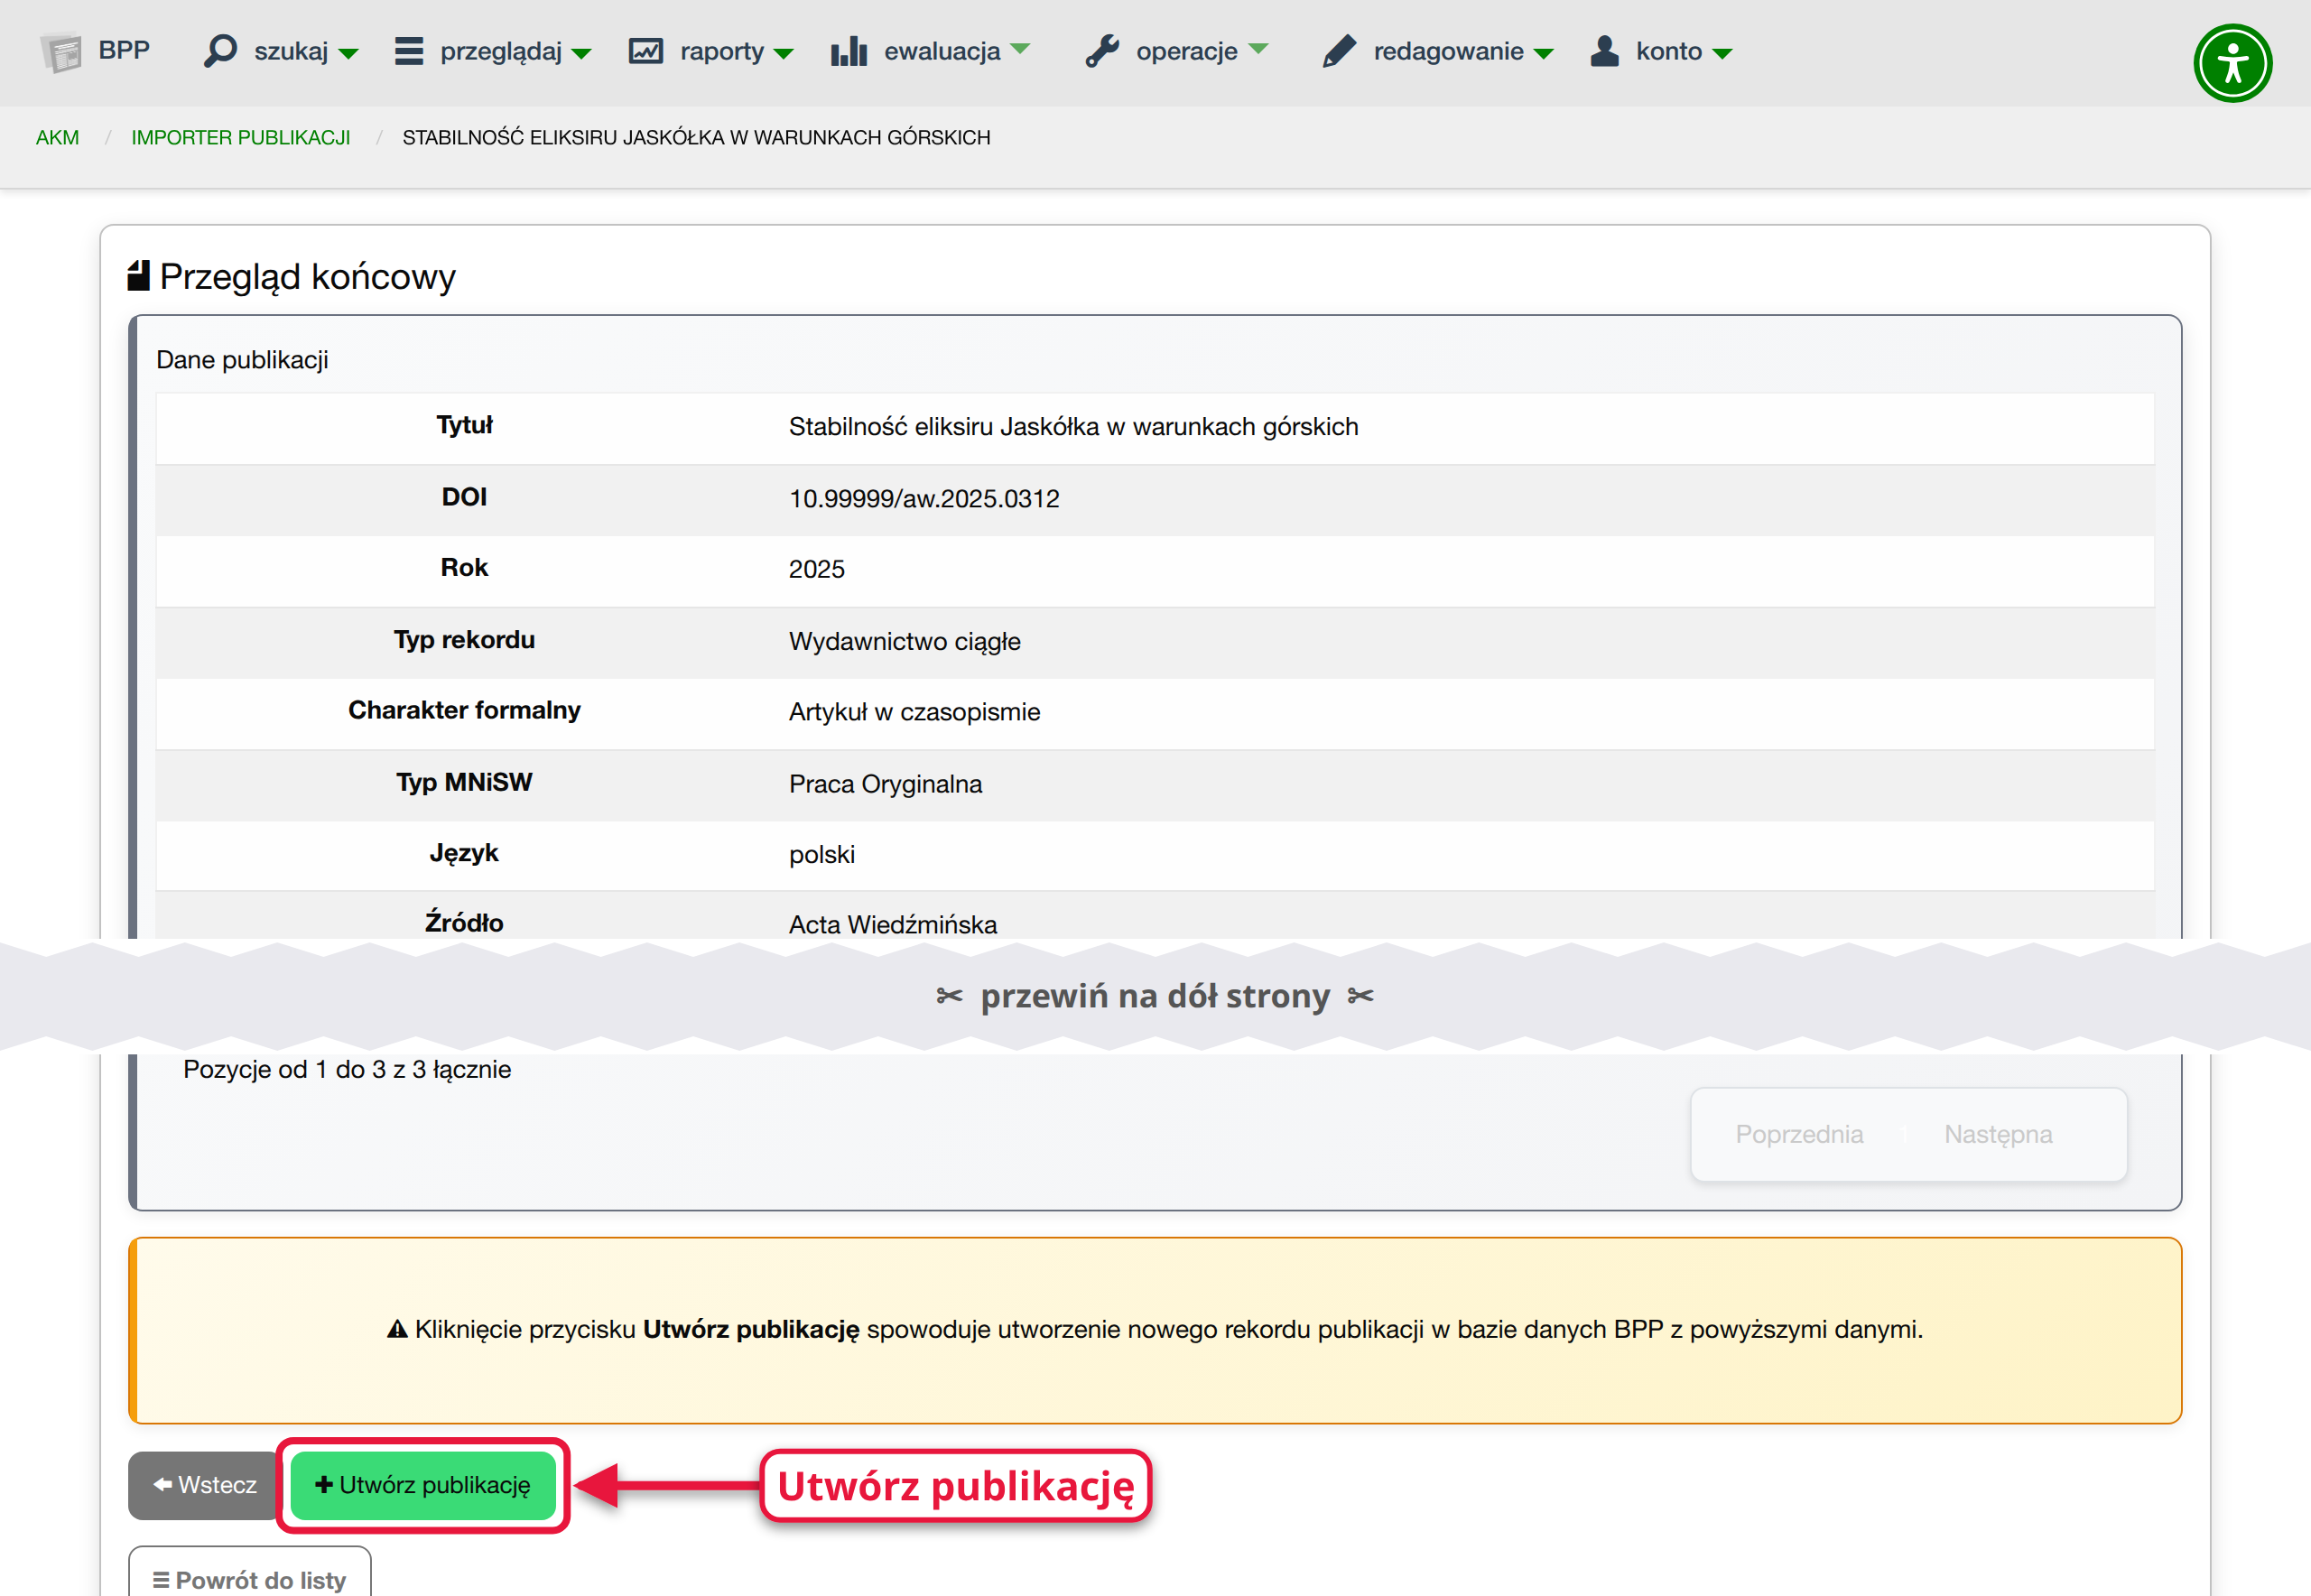 BPP szukaj przeglądaj raporty ewaluacja operacje redagowanie konto
AKM / IMPORTER PUBLIKACJI / STABILNOŚĆ ELIKSIRU JASKÓŁKA W WARUNKACH GÓRSKICH
Przegląd końcowy
Dane publikacji
Tytuł Stabilność eliksiru Jaskółka w warunkach górskich
DOI 10.99999/aw.2025.0312
Rok 2025
Typ rekordu Wydawnictwo ciągłe
Charakter formalny Artykuł w czasopismie
Typ MNiSW Praca Oryginalna
Język polski
Źródło Acta Wiedźmińska
✂ przewiń na dół strony ✂
Pozycje od 1 do 3 z 3 łącznie
Poprzednia 1 Następna
Kliknięcie przycisku Utwórz publikację spowoduje utworzenie nowego rekordu publikacji w bazie danych BPP z powyższymi danymi.
Wstecz Utwórz publikację Utwórz publikację
Powrót do listy